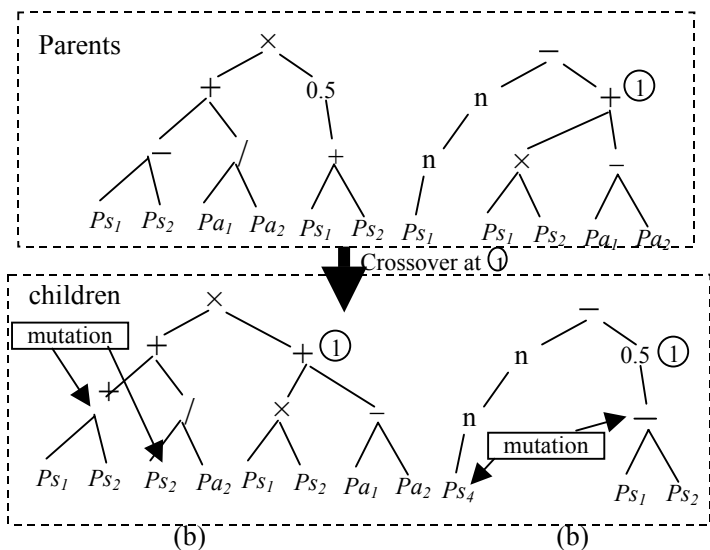 ×
−
Parents
+
0.5
n
+ 1
−
/
+
n
×
−
Ps1 Ps2 Pa1 Pa2 Ps1 Ps2 Ps1 Ps1 Ps2 Pa1 Pa2
Crossover at 1
children
×
−
mutation
+
+ 1
n
0.5 1
+
/
×
−
n
−
mutation
Ps1 Ps2 Ps2 Pa2 Ps1 Ps2 Pa1 Pa2 Ps4 Ps1 Ps2
(b) (b)